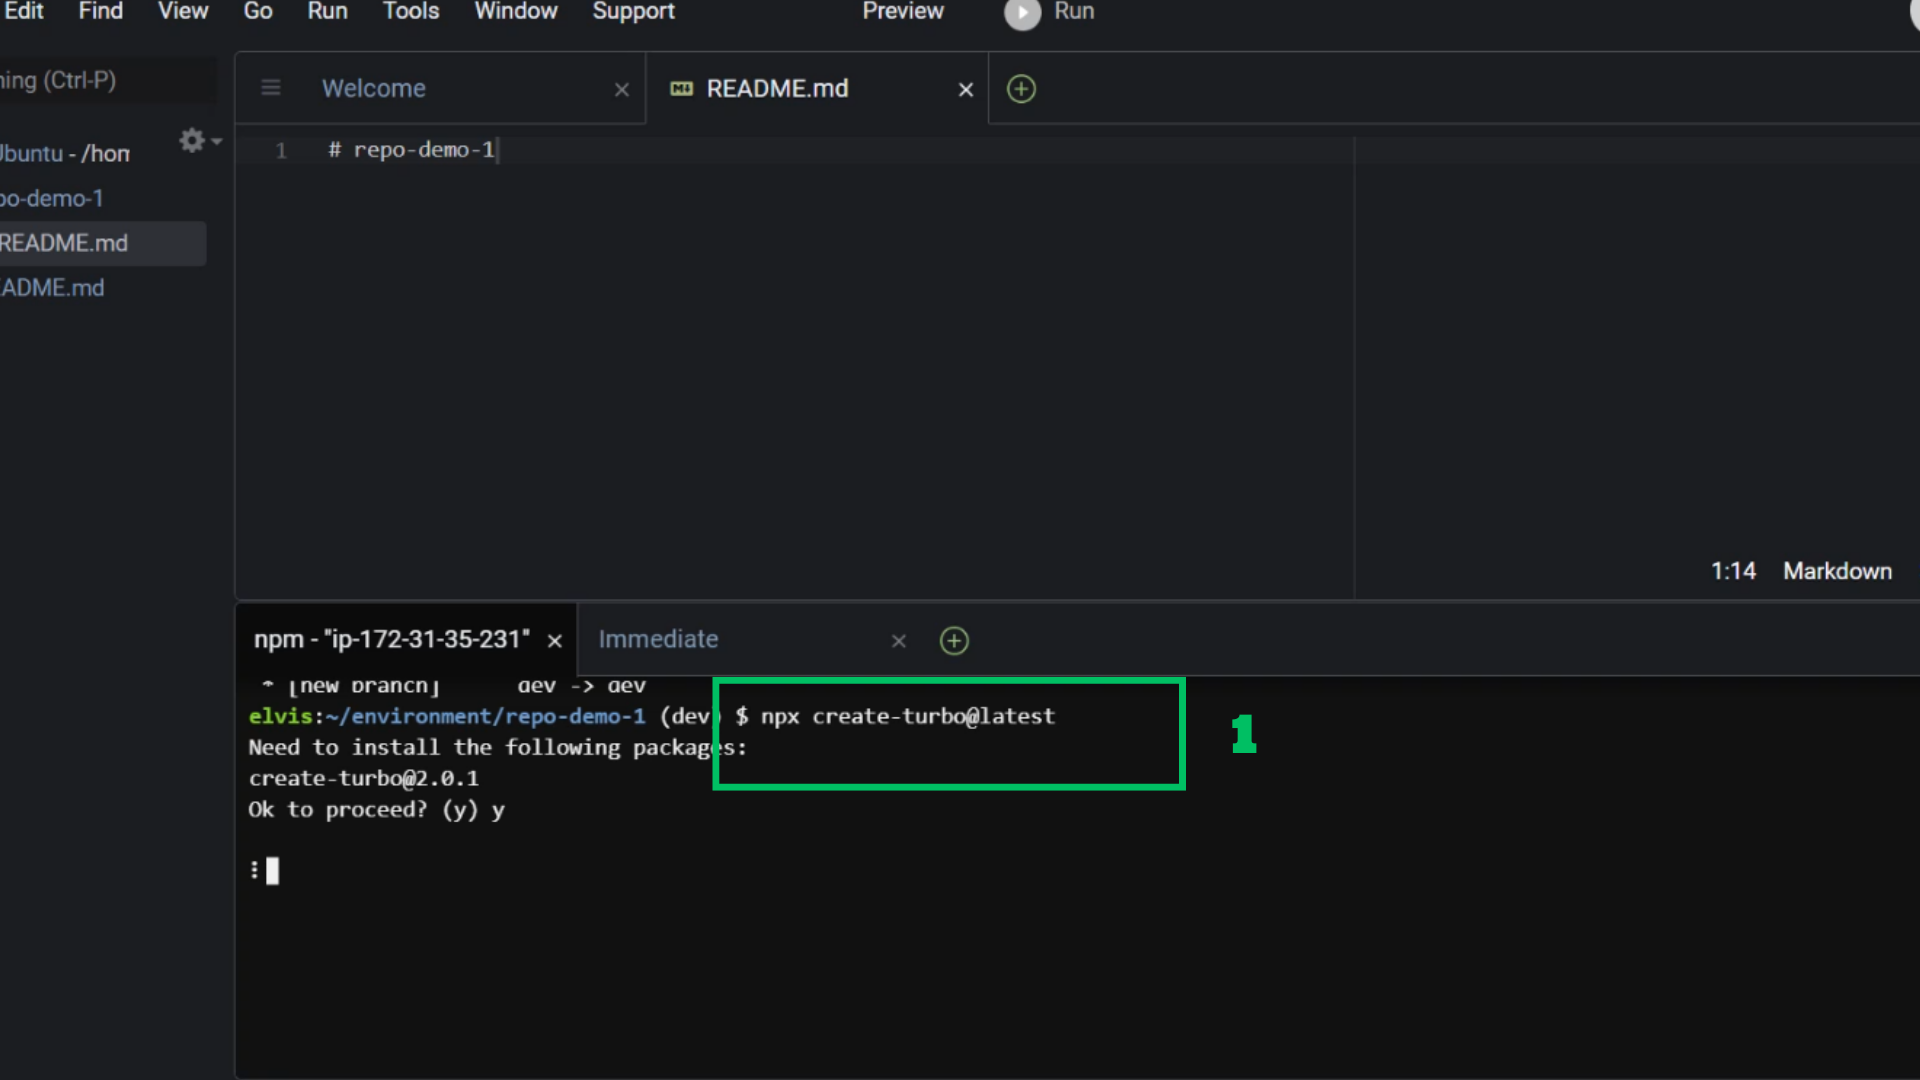 Edit Find View Go Run Tools Window Support Preview Run
ning (Ctrl-P)
Welcome
README.md
Ubuntu - /hom
1 # repo-demo-1
po-demo-1
README.md
EADME.md
1:14 Markdown
npm - "ip-172-31-35-231"
Immediate
* [new branch] dev -> dev
elvis:~/environment/repo-demo-1 (dev) $ npx create-turbo@latest
Need to install the following packages:
create-turbo@2.0.1
Ok to proceed? (y) y
1